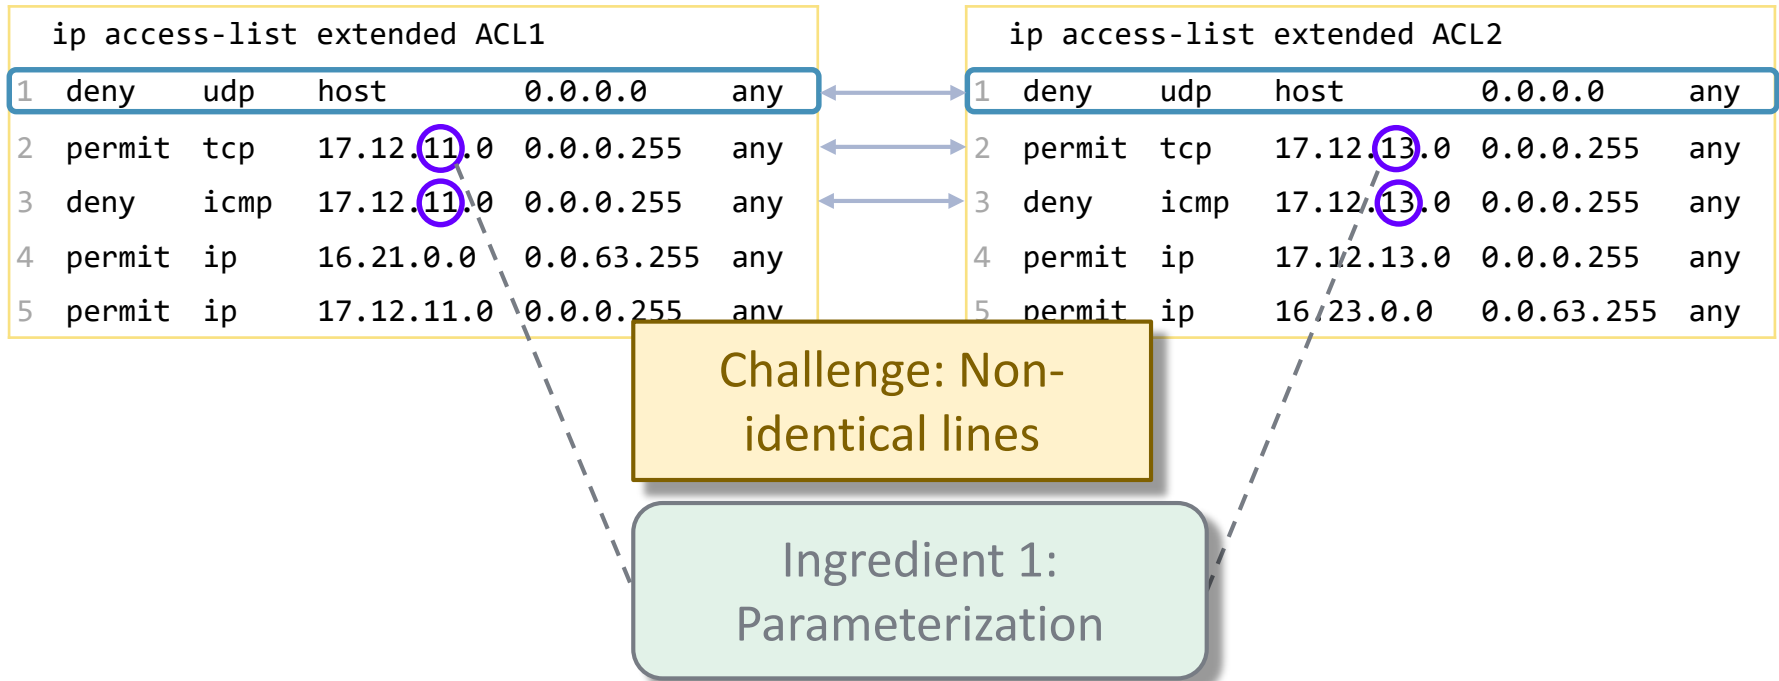 ip access-list extended ACL1
1 deny udp host 0.0.0.0 any
2 permit tcp 17.12.11.0 0.0.0.255 any
3 deny icmp 17.12.11.0 0.0.0.255 any
4 permit ip 16.21.0.0 0.0.63.255 any
5 permit ip 17.12.11.0 0.0.0.255 any
ip access-list extended ACL2
1 deny udp host 0.0.0.0 any
2 permit tcp 17.12.13.0 0.0.0.255 any
3 deny icmp 17.12.13.0 0.0.0.255 any
4 permit ip 17.12.13.0 0.0.0.255 any
5 permit ip 16.23.0.0 0.0.63.255 any
Challenge: Non-
identical lines
Ingredient 1:
Parameterization